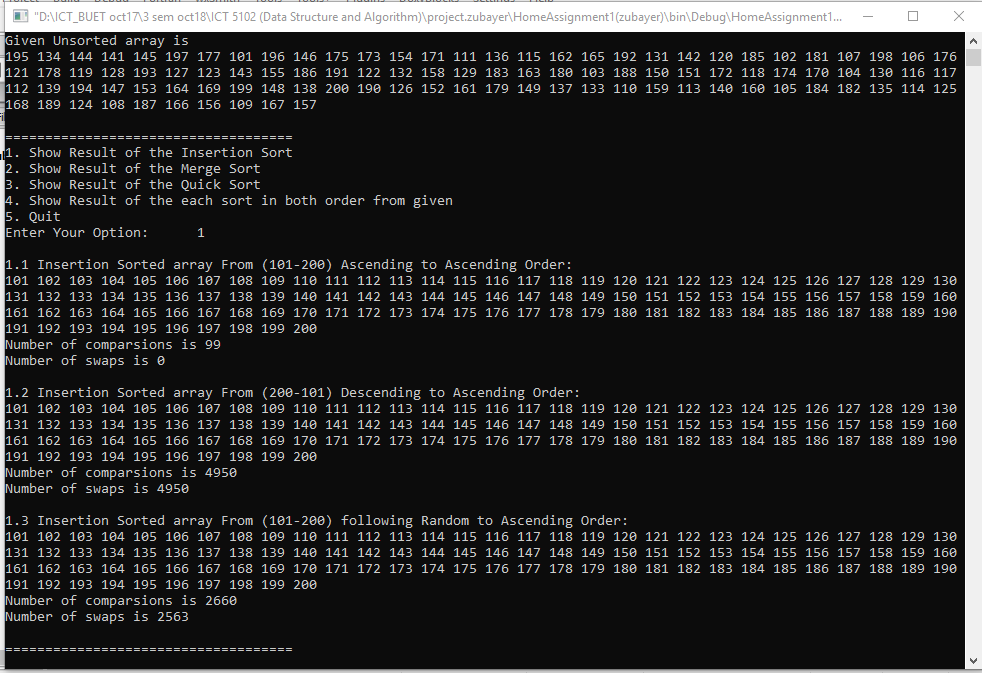 "D:\ICT_BUET oct17\3 sem oct18\ICT 5102 (Data Structure and Algorithm)\project.zubayer\HomeAssignment1(zubayer)\bin\Debug\HomeAssignment1...
Given Unsorted array is
195 134 144 141 145 197 177 101 196 146 175 173 154 171 111 136 115 162 165 192 131 142 120 185 102 181 107 198 106 176
121 178 119 128 193 127 123 143 155 186 191 122 132 158 129 183 163 180 103 188 150 151 172 118 174 170 104 130 116 117
112 139 194 147 153 164 169 199 148 138 200 190 126 152 161 179 149 137 133 110 159 113 140 160 105 184 182 135 114 125
168 189 124 108 187 166 156 109 167 157
====================================
1. Show Result of the Insertion Sort
2. Show Result of the Merge Sort
3. Show Result of the Quick Sort
4. Show Result of the each sort in both order from given
5. Quit
Enter Your Option: 1
1.1 Insertion Sorted array From (101-200) Ascending to Ascending Order:
101 102 103 104 105 106 107 108 109 110 111 112 113 114 115 116 117 118 119 120 121 122 123 124 125 126 127 128 129 130
131 132 133 134 135 136 137 138 139 140 141 142 143 144 145 146 147 148 149 150 151 152 153 154 155 156 157 158 159 160
161 162 163 164 165 166 167 168 169 170 171 172 173 174 175 176 177 178 179 180 181 182 183 184 185 186 187 188 189 190
191 192 193 194 195 196 197 198 199 200
Number of comparsions is 99
Number of swaps is 0
1.2 Insertion Sorted array From (200-101) Descending to Ascending Order:
101 102 103 104 105 106 107 108 109 110 111 112 113 114 115 116 117 118 119 120 121 122 123 124 125 126 127 128 129 130
131 132 133 134 135 136 137 138 139 140 141 142 143 144 145 146 147 148 149 150 151 152 153 154 155 156 157 158 159 160
161 162 163 164 165 166 167 168 169 170 171 172 173 174 175 176 177 178 179 180 181 182 183 184 185 186 187 188 189 190
191 192 193 194 195 196 197 198 199 200
Number of comparsions is 4950
Number of swaps is 4950
1.3 Insertion Sorted array From (101-200) following Random to Ascending Order:
101 102 103 104 105 106 107 108 109 110 111 112 113 114 115 116 117 118 119 120 121 122 123 124 125 126 127 128 129 130
131 132 133 134 135 136 137 138 139 140 141 142 143 144 145 146 147 148 149 150 151 152 153 154 155 156 157 158 159 160
161 162 163 164 165 166 167 168 169 170 171 172 173 174 175 176 177 178 179 180 181 182 183 184 185 186 187 188 189 190
191 192 193 194 195 196 197 198 199 200
Number of comparsions is 2660
Number of swaps is 2563
====================================